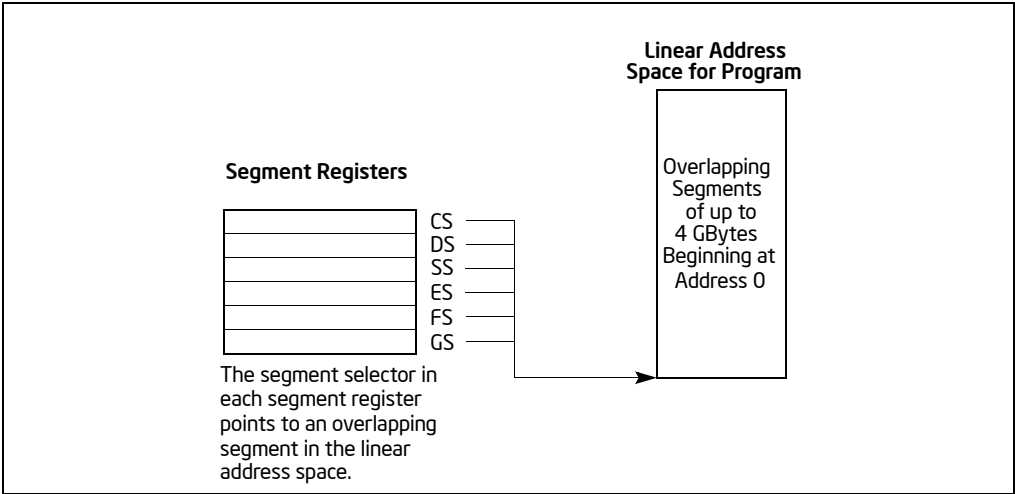 Linear Address
Space for Program
Segment Registers
CS
DS
SS
ES
FS
GS
Overlapping
Segments
of up to
4 GBytes
Beginning at
Address 0
The segment selector in
each segment register
points to an overlapping
segment in the linear
address space.